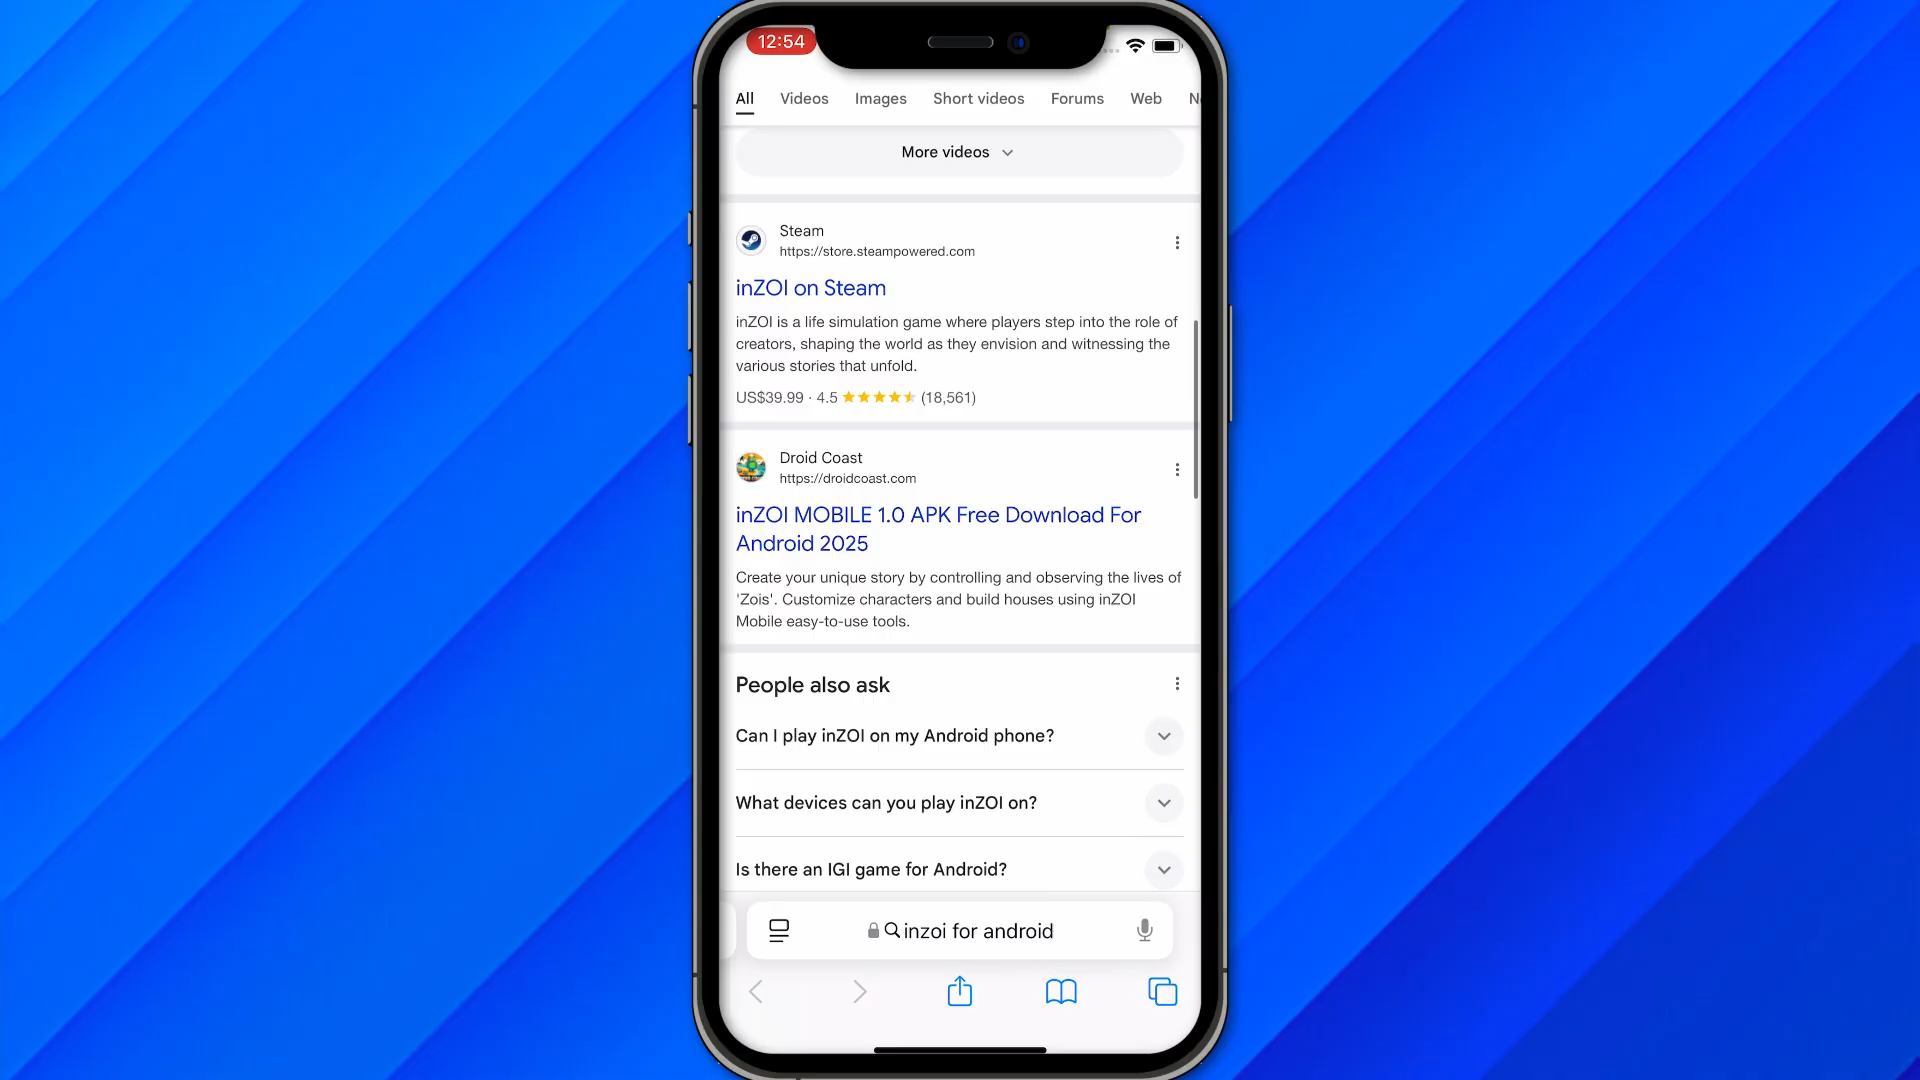 12:54
All Videos Images Short videos Forums Web
More videos
Steam
https://store.steampowered.com
inZOI on Steam
inZOI is a life simulation game where players step into the role of
creators, shaping the world as they envision and witnessing the
various stories that unfold.
US$39.99 · 4.5 (18,561)
Droid Coast
https://droidcoast.com
inZOI MOBILE 1.0 APK Free Download For
Android 2025
Create your unique story by controlling and observing the lives of
'Zois'. Customize characters and build houses using inZOI
Mobile easy-to-use tools.
People also ask
Can I play inZOI on my Android phone?
What devices can you play inZOI on?
Is there an IGI game for Android?
inzoi for android